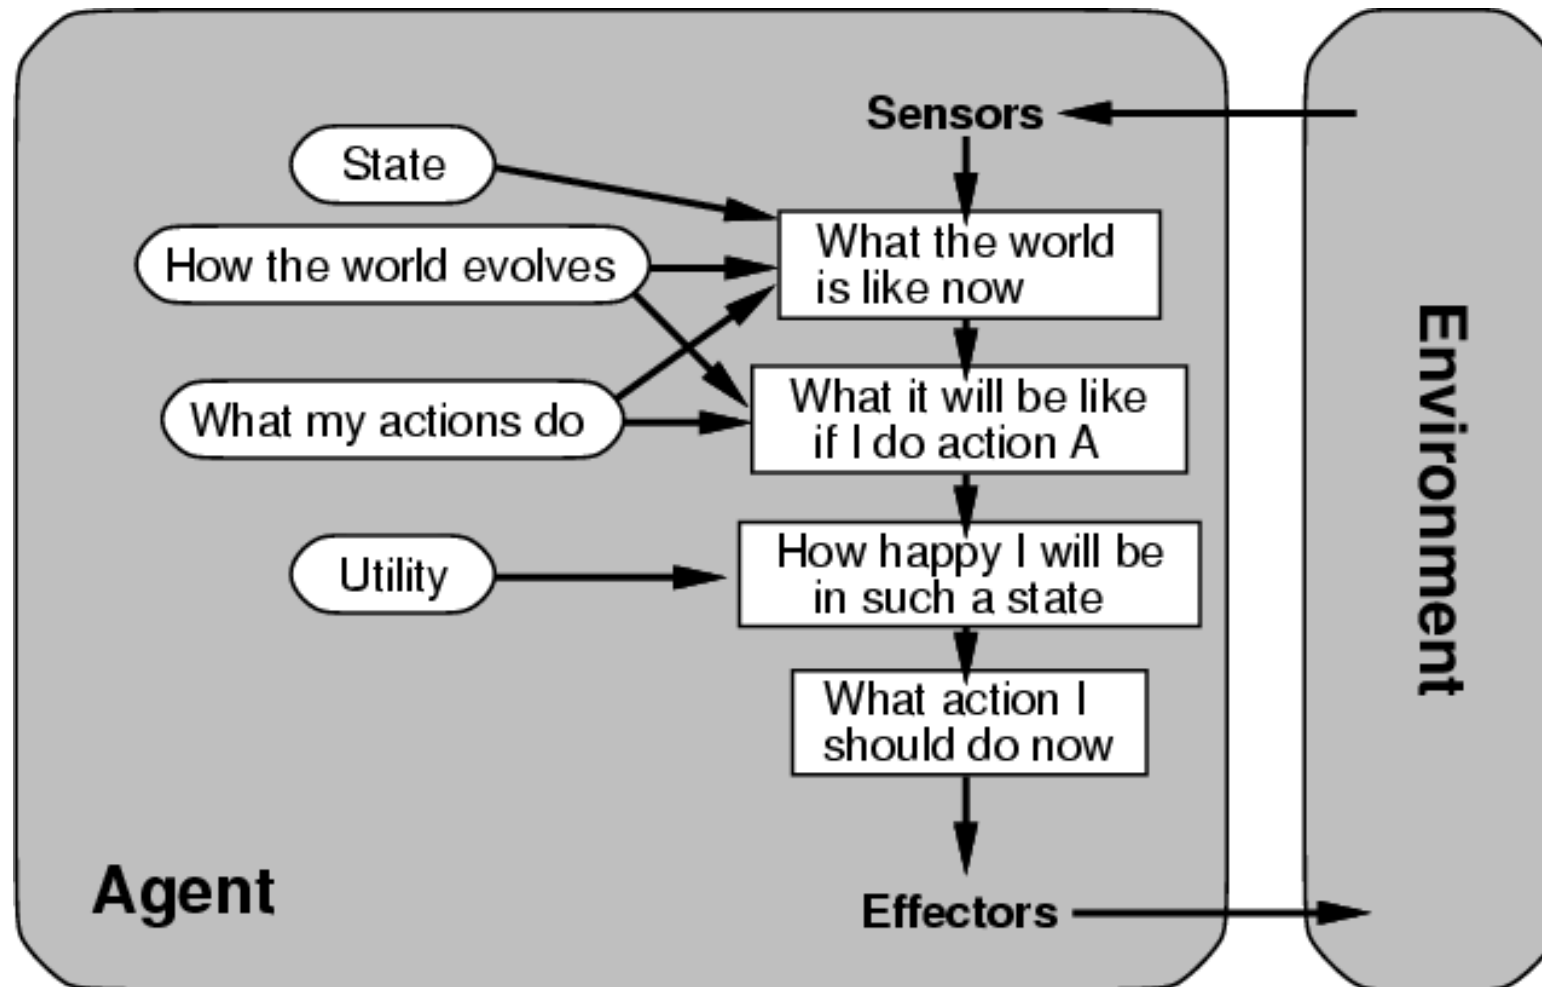 Sensors
State
What the world
is like now
How the world evolves
What it will be like
if I do action A
What my actions do
How happy I will be
in such a state
Utility
What action I
should do now
Effectors
Agent
Environment